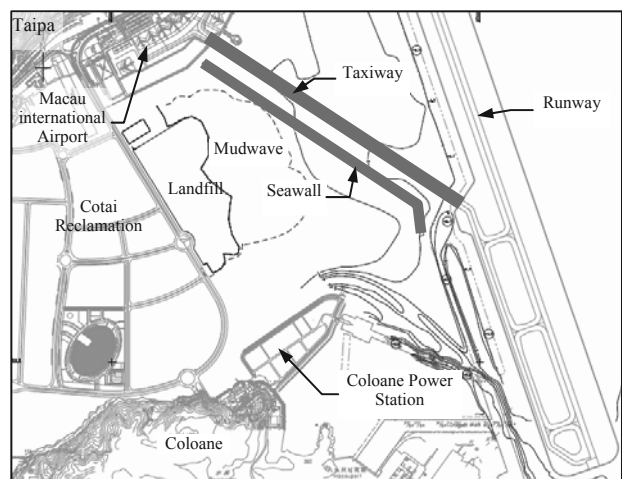 Taipa
Taxiway
Macau
international
Airport
Runway
Mudwave
Landfill
Seawall
Cotai
Reclamation
Coloane Power
Station
Coloane